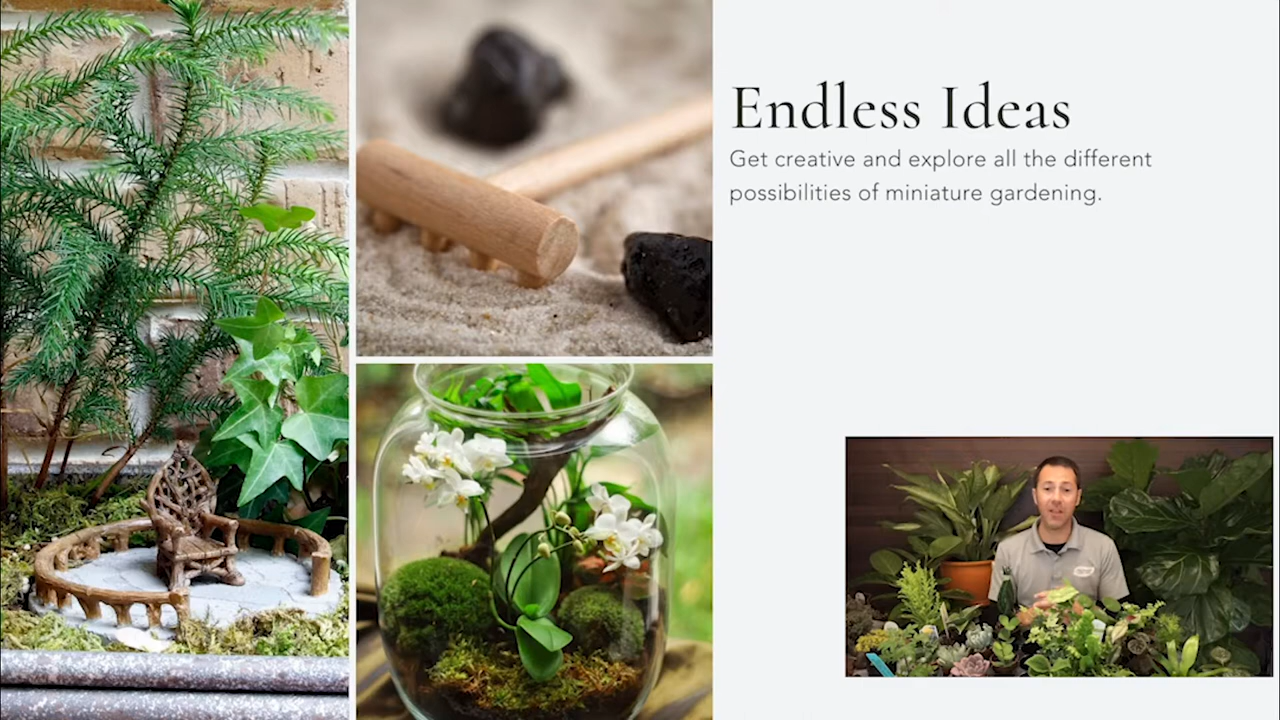 Endless Ideas
Get creative and explore all the different
possibilities of miniature gardening.